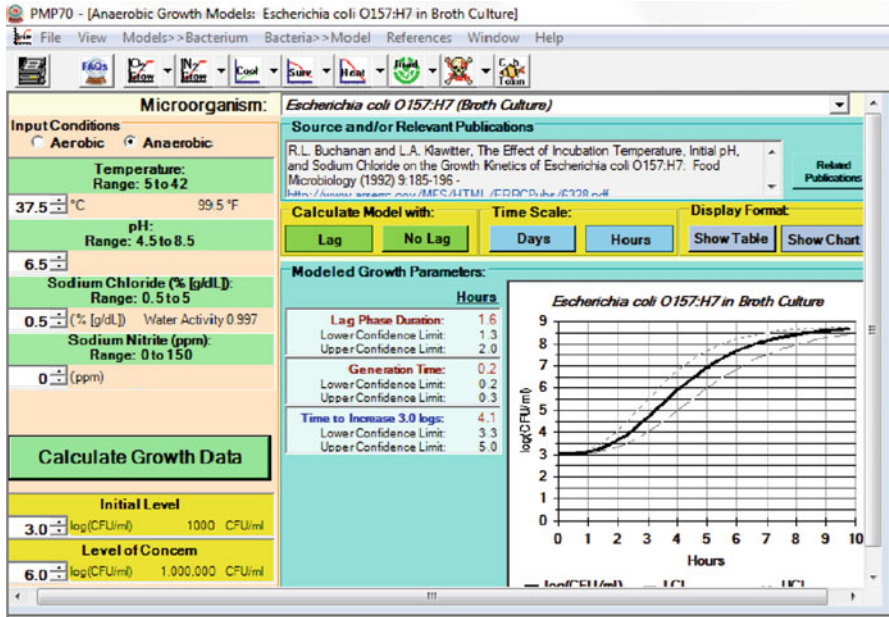 PMP70 - [Anaerobic Growth Models: Escherichia coli O157:H7 in Broth Culture]
File View Models>>Bacterium Bacteria>>Model References Window Help
FAQs Grow Grow Cool Surv Heat
Microorganism: Escherichia coli O157:H7 (Broth Culture)
Input Conditions
Aerobic Anaerobic
Temperature:
Range: 5 to 42
37.5 °C 99.5 °F
pH:
Range: 4.5 to 8.5
6.5
Sodium Chloride (% [g/dL]):
Range: 0.5 to 5
0.5 (% [g/dL]) Water Activity 0.997
Sodium Nitrite (ppm):
Range: 0 to 150
0 (ppm)
Calculate Growth Data
Initial Level
3.0 log(CFU/ml) 1000 CFU/ml
Level of Concern
6.0 log(CFU/ml) 1,000,000 CFU/ml
Source and/or Relevant Publications
R.L. Buchanan and L.A. Klawitter, The Effect of Incubation Temperature, Initial pH,
and Sodium Chloride on the Growth Kinetics of Escherichia coli O157:H7. Food
Microbiology (1992) 9:185-196 -
Related
Publications
Calculate Model with: Time Scale: Display Format:
Lag No Lag Days Hours Show Table Show Chart
Modeled Growth Parameters:
Hours
Lag Phase Duration: 1.6
Lower Confidence Limit: 1.3
Upper Confidence Limit: 2.0
Generation Time: 0.2
Lower Confidence Limit: 0.2
Upper Confidence Limit: 0.3
Time to Increase 3.0 logs: 4.1
Lower Confidence Limit: 3.3
Upper Confidence Limit: 5.0
Escherichia coli O157:H7 in Broth Culture
log(CFU/ml)
9
8
7
6
5
4
3
2
1
0
0 1 2 3 4 5 6 7 8 9 10
Hours
log(CFU/ml) LCL UCL